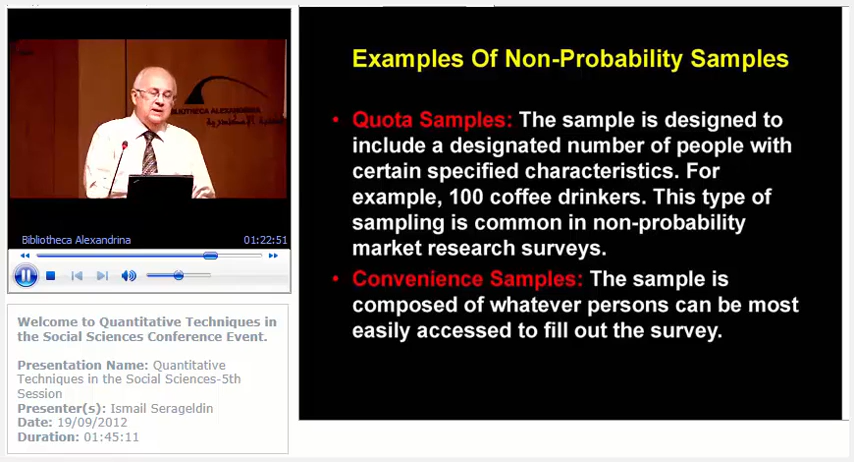 BIBLIOTHECA ALEXANDRINA
Bibliotheca Alexandrina 01:22:51
Welcome to Quantitative Techniques in
the Social Sciences Conference Event.
Presentation Name: Quantitative
Techniques in the Social Sciences-5th
Session
Presenter(s): Ismail Serageldin
Date: 19/09/2012
Duration: 01:45:11
Examples Of Non-Probability Samples
• Quota Samples: The sample is designed to
include a designated number of people with
certain specified characteristics. For
example, 100 coffee drinkers. This type of
sampling is common in non-probability
market research surveys.
• Convenience Samples: The sample is
composed of whatever persons can be most
easily accessed to fill out the survey.